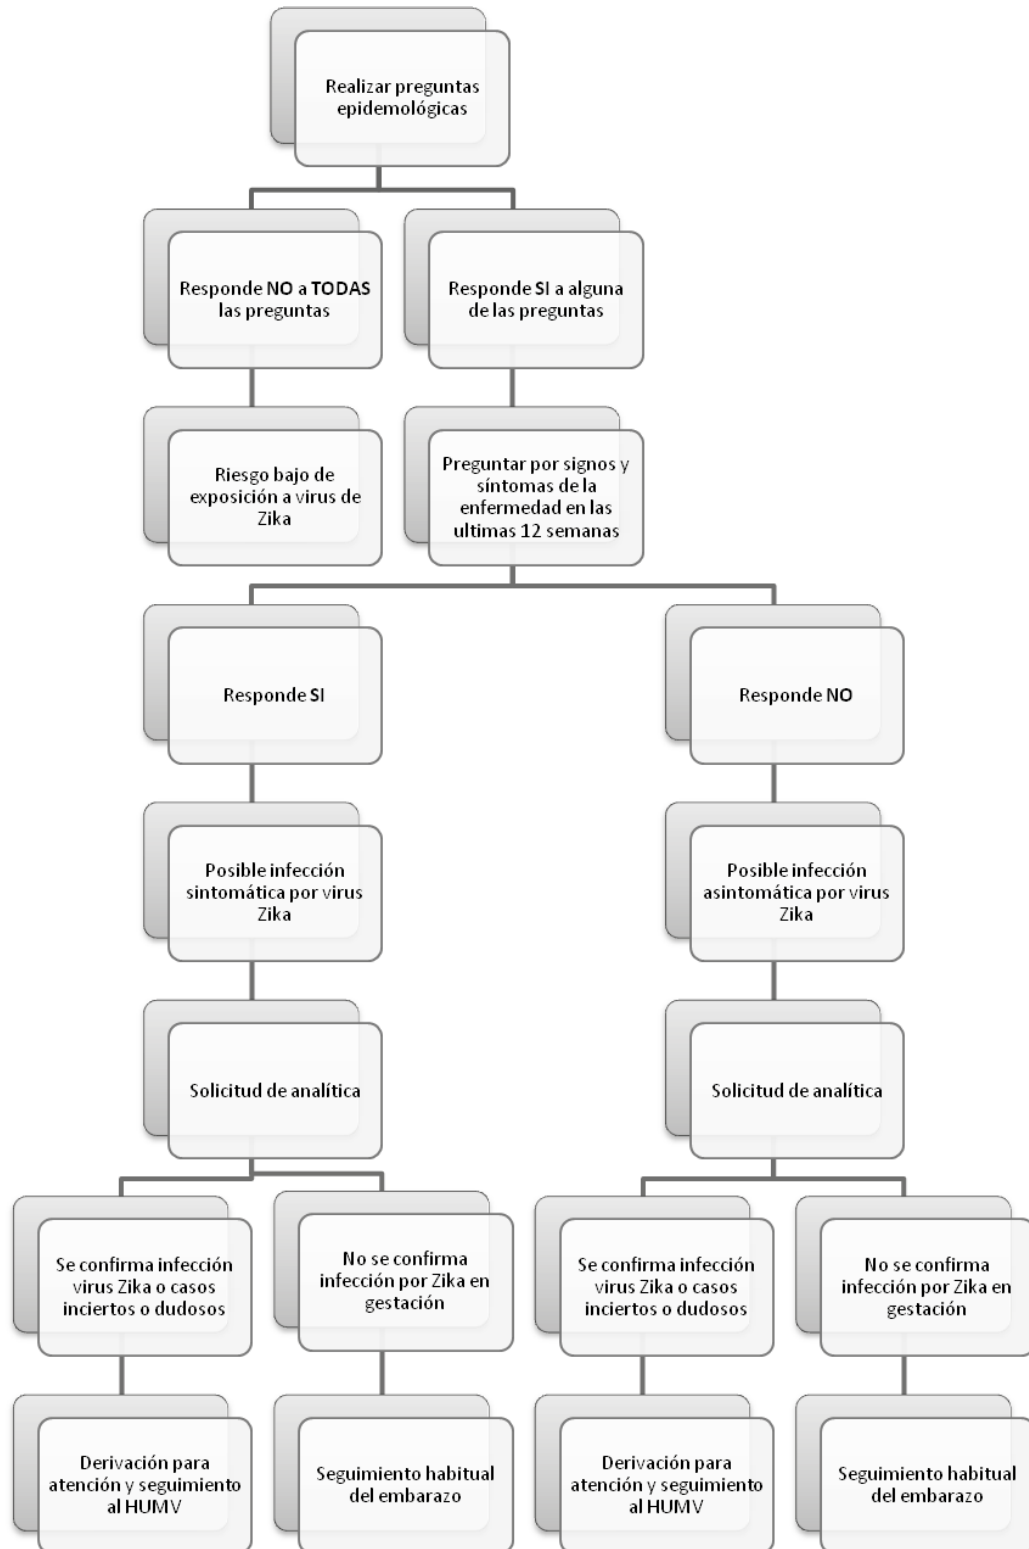 Realizar preguntas
epidemológicas
Responde NO a TODAS
las preguntas
Responde SI a alguna
de las preguntas
Riesgo bajo de
exposición a virus de
Zika
Preguntar por signos y
síntomas de la
enfermedad en las
ultimas 12 semanas
Responde SI
Responde NO
Posible infección
sintomática por virus
Zika
Posible infección
asintomática por virus
Zika
Solicitud de analítica
Solicitud de analítica
Se confirma infección
virus Zika o casos
inciertos o dudosos
No se confirma
infección por Zika en
gestación
Se confirma infección
virus Zika o casos
inciertos o dudosos
No se confirma
infección por Zika en
gestación
Derivación para
atención y seguimiento
al HUMV
Seguimiento habitual
del embarazo
Derivación para
atención y seguimiento
al HUMV
Seguimiento habitual
del embarazo